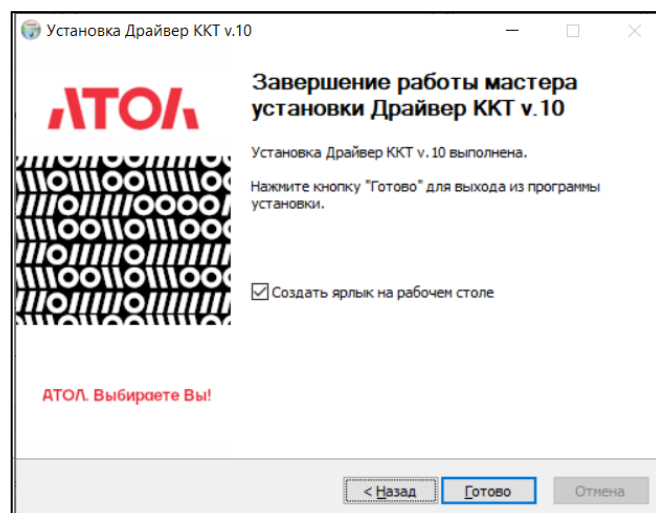 Установка Драйвер ККТ v.10
АТОЛ
Завершение работы мастера
установки Драйвер ККТ v.10
Установка Драйвер ККТ v.10 выполнена.
Нажмите кнопку "Готово" для выхода из программы
установки.
Создать ярлык на рабочем столе
АТОЛ. Выбираете Вы!
< Назад
Готово
Отмена